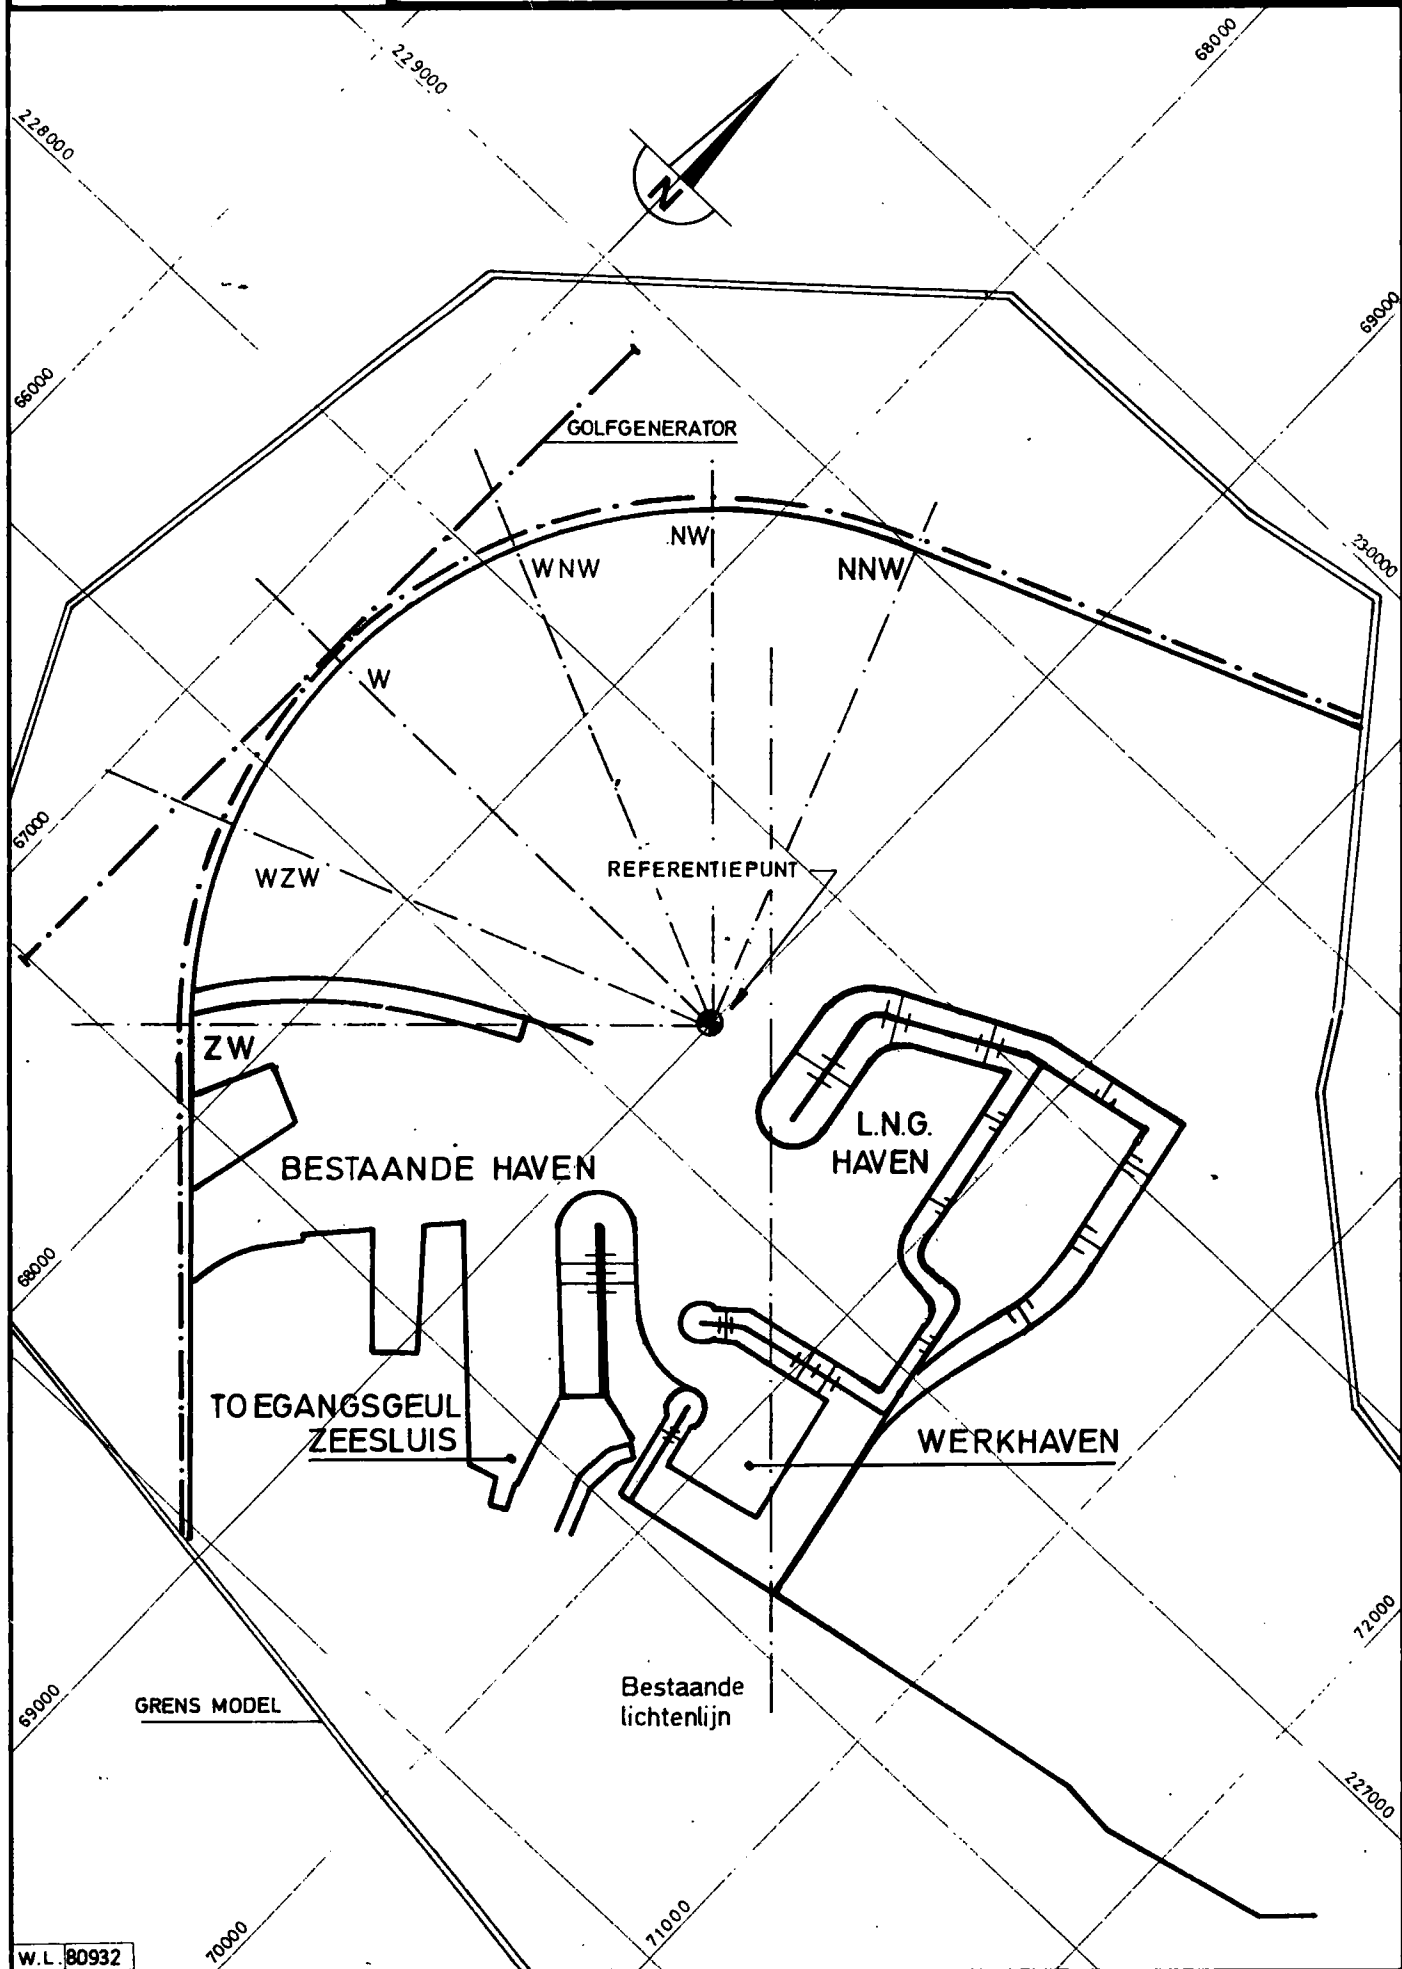 68000
229000
228000
N
69000
66000
GOLFGENERATOR
NW
WNW
NNW
230000
W
67000
REFERENTIEPUNT
WZW
ZW
L.N.G.
HAVEN
BESTAANDE HAVEN
68000
TOEGANGSGEUL
ZEESLUIS
WERKHAVEN
72000
Bestaande
lichtenlijn
69000
GRENS MODEL
227000
71000
70000
W.L. 80932